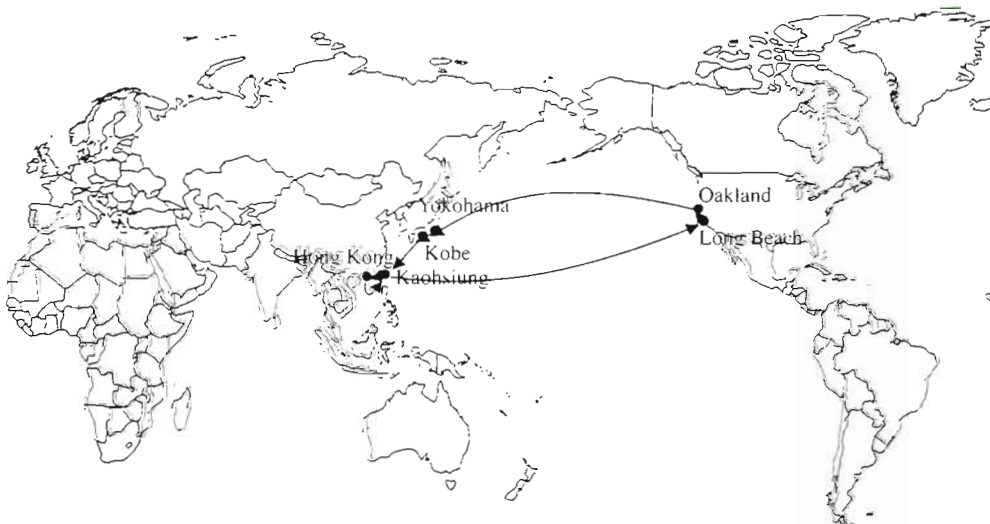 Oakland
Yokohama
Long Beach
Kobe
Hong Kong
Kaohsiung